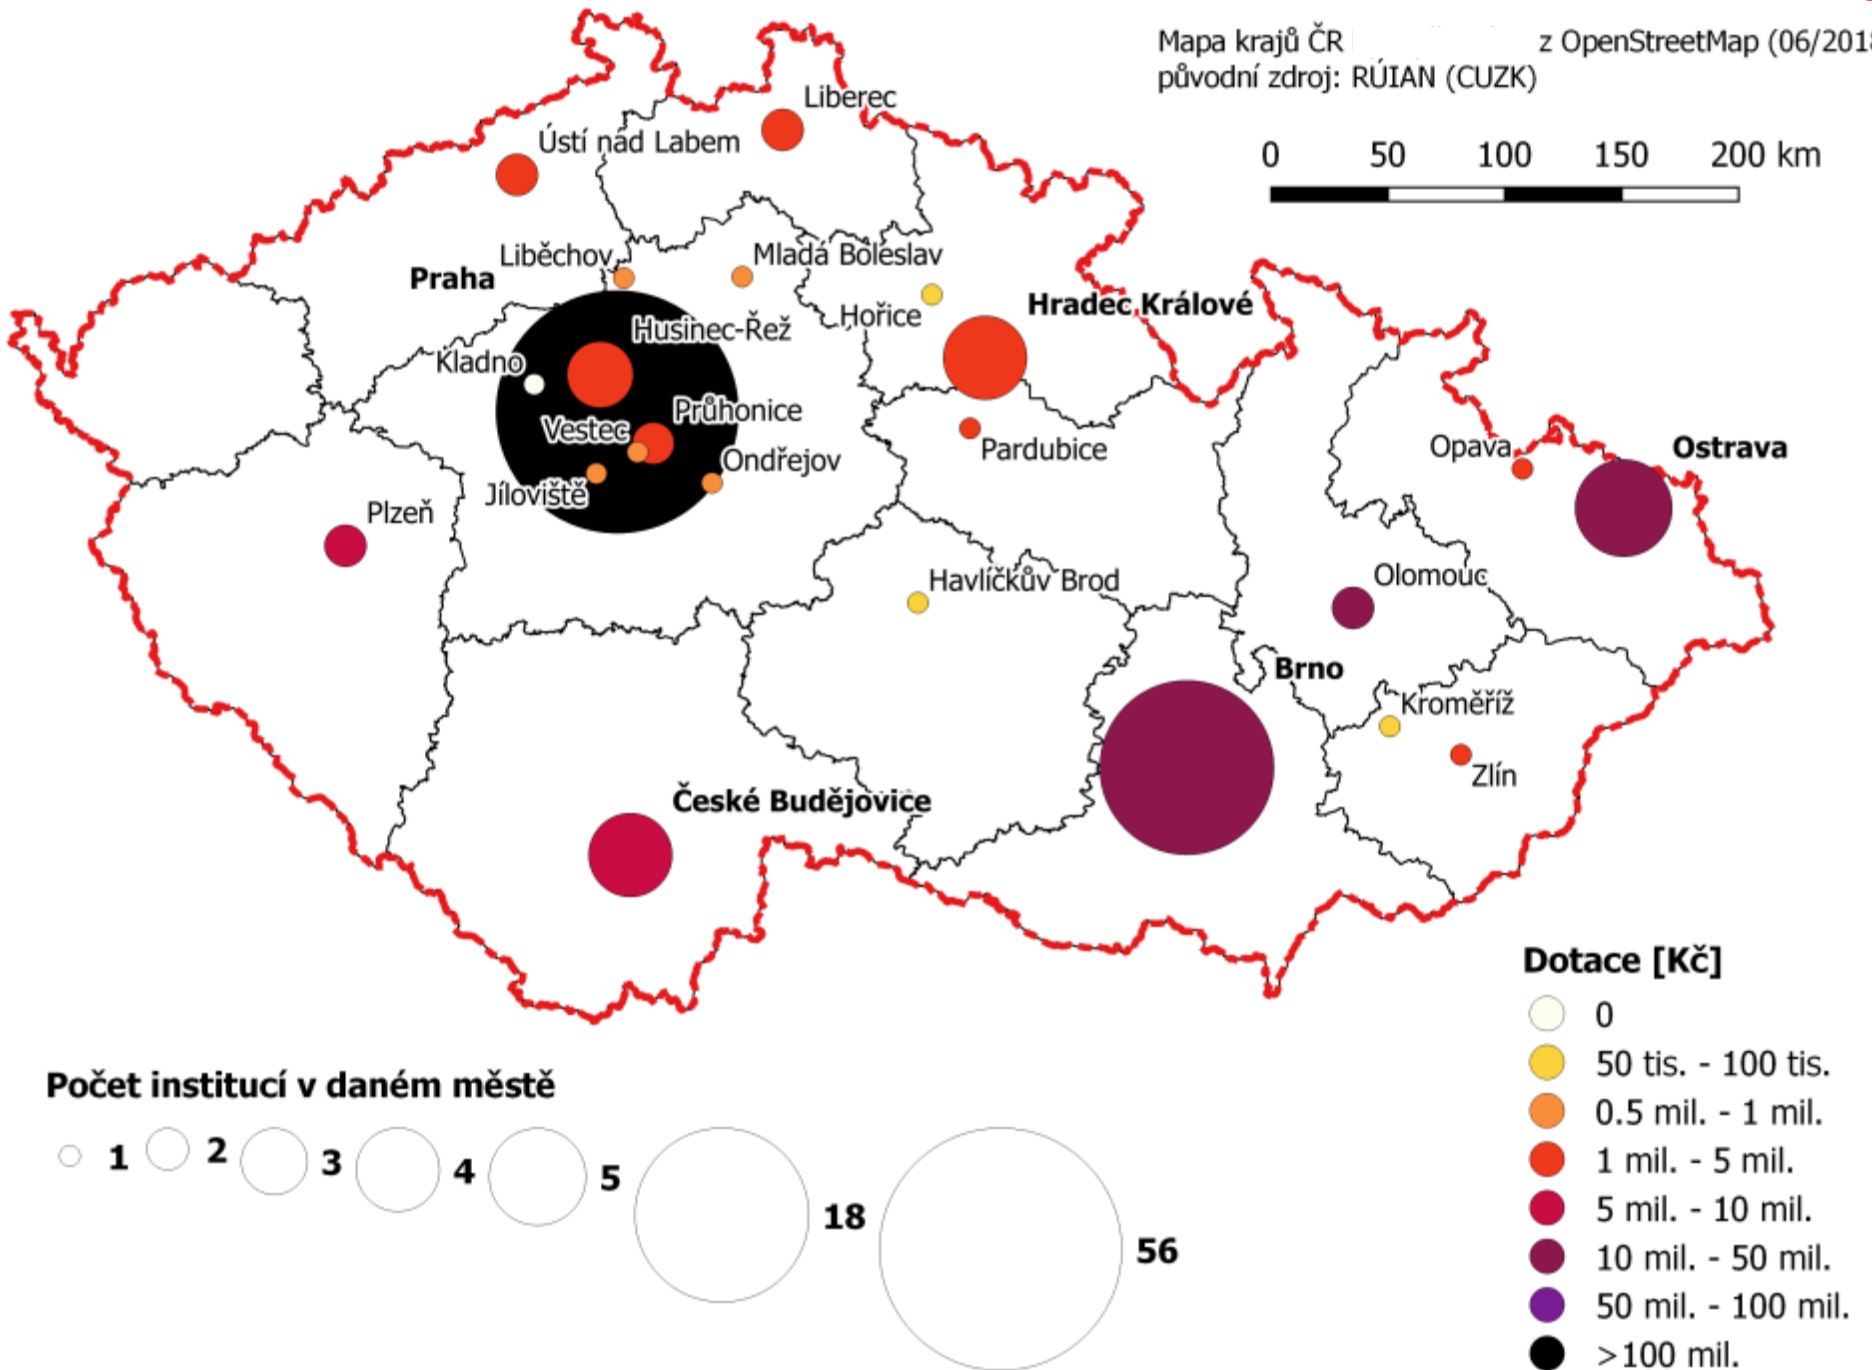 Mapa krajů ČR z OpenStreetMap (06/2018
původní zdroj: RÚIAN (CUZK)
0 50 100 150 200 km
Liberec
Ústí nad Labem
Liběchov
Mladá Boleslav
Praha
Hořice
Hradec Králové
Husinec-Řež
Kladno
Průhonice
Vestec
Ondřejov
Jíloviště
Pardubice
Opava
Ostrava
Plzeň
Havlíčkův Brod
Olomouc
Brno
Kroměříž
Zlín
České Budějovice
Dotace [Kč]
0
50 tis. - 100 tis.
0.5 mil. - 1 mil.
1 mil. - 5 mil.
5 mil. - 10 mil.
10 mil. - 50 mil.
50 mil. - 100 mil.
>100 mil.
Počet institucí v daném městě
1 2 3 4 5 18 56